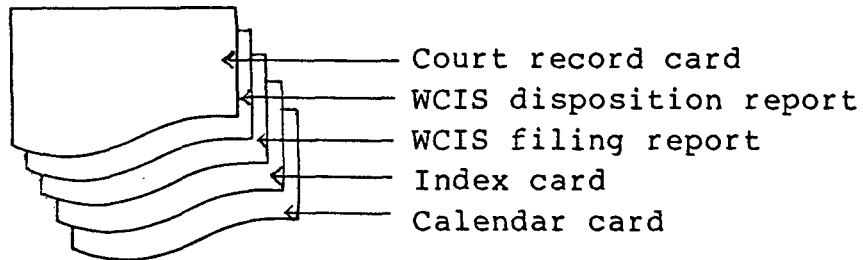 Court record card
WCIS disposition report
WCIS filing report
Index card
Calendar card